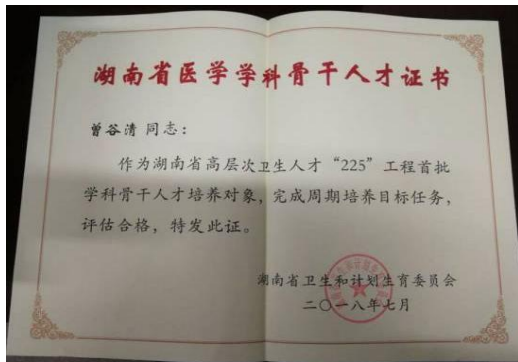 湖南省医学学科骨干人才证书
曾谷清 同志：
作为湖南省高层次卫生人才“225”工程首批
学科骨干人才培养对象，完成周期培养目标任务，
评估合格，特发此证。
湖南省卫生和计划生育委员会
二〇一八年七月